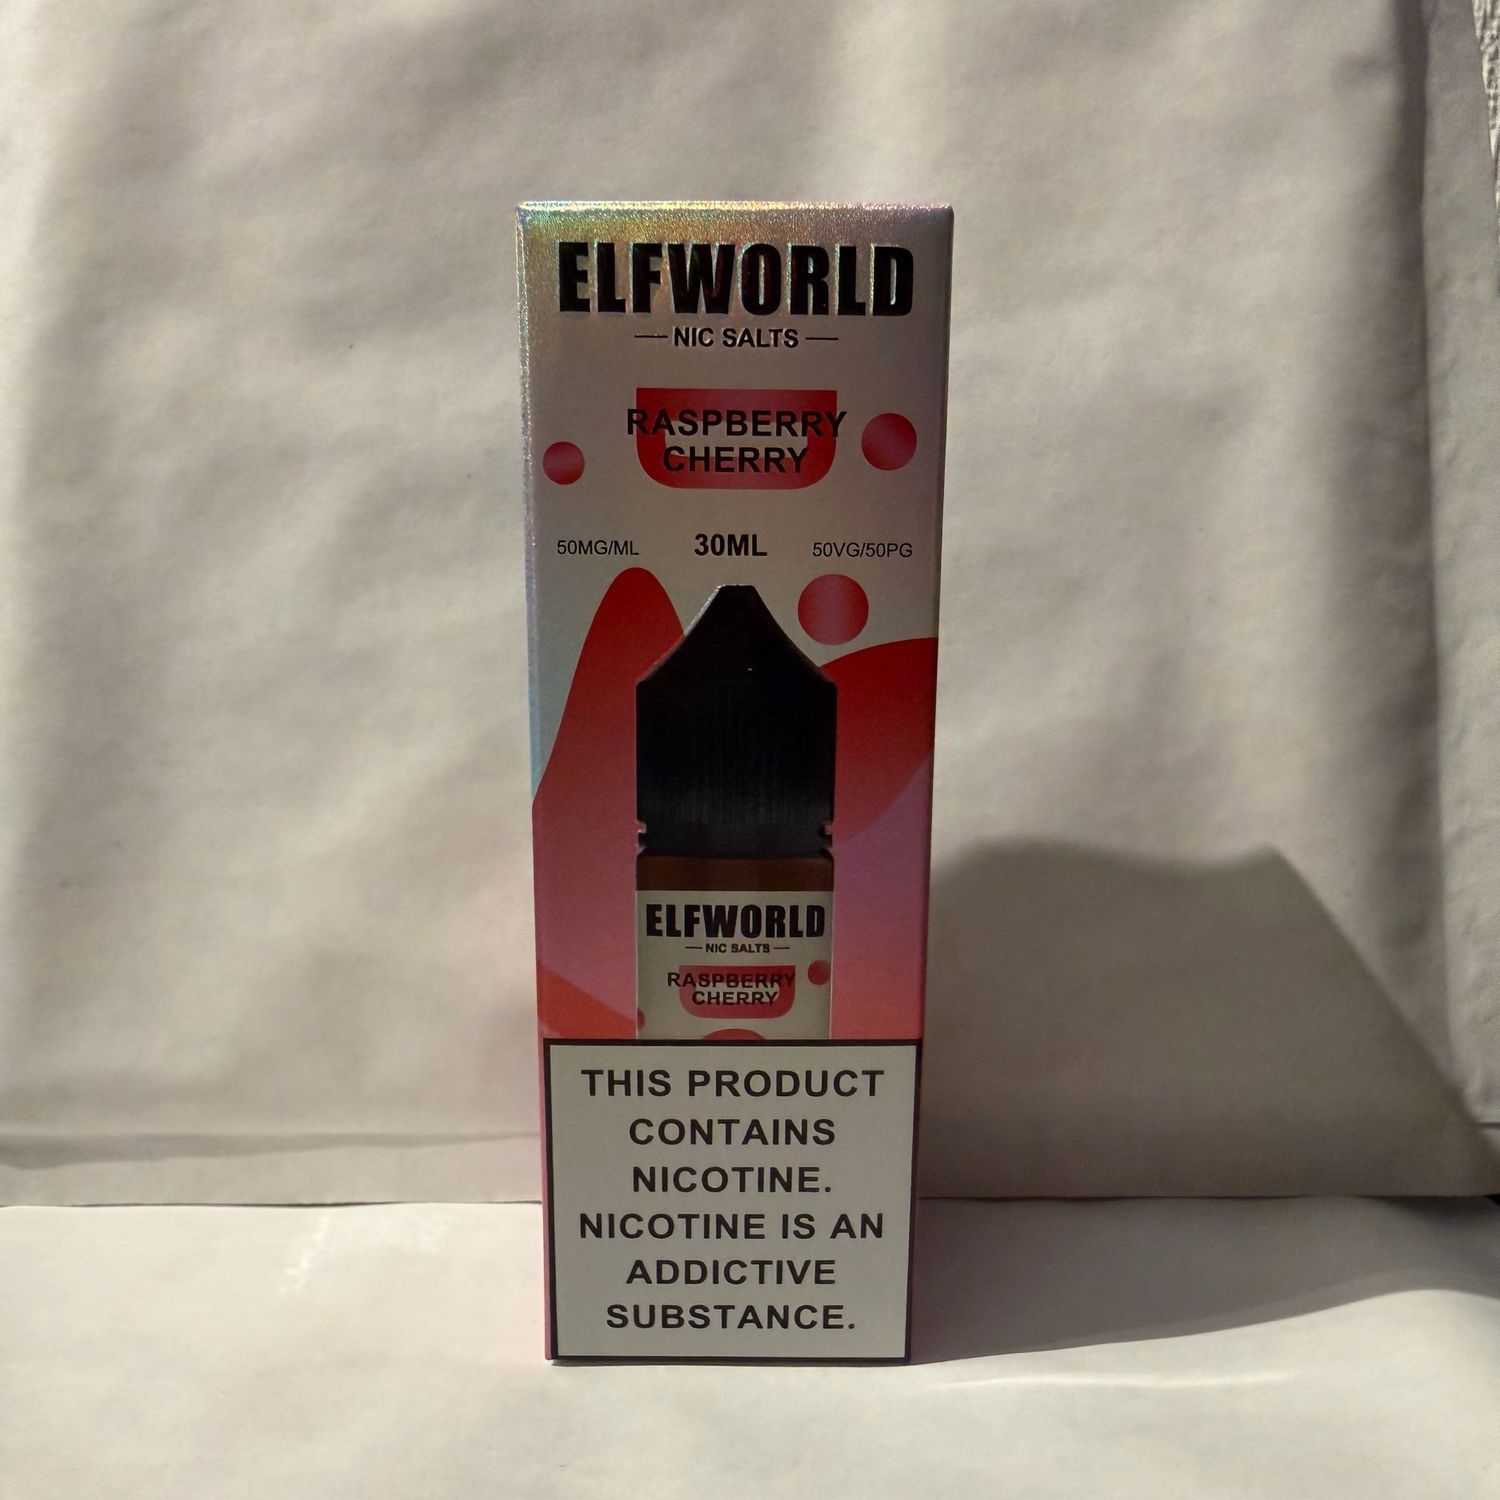 ELFWORLD
NIC SALTS
RASPBERRY
CHERRY
50MG/ML 30ML 50VG/50PG
ELFWORLD
NIC SALTS
RASPBERRY
CHERRY
THIS PRODUCT
CONTAINS
NICOTINE.
NICOTINE IS AN
ADDICTIVE
SUBSTANCE.